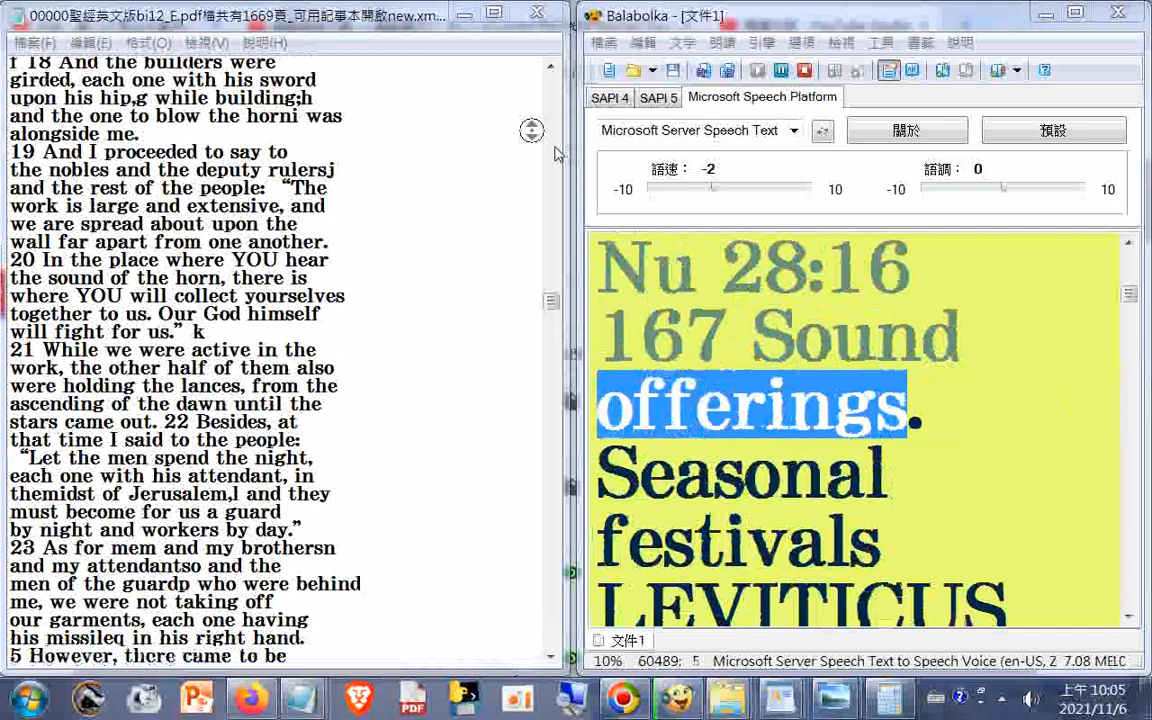 00000聖經英文版bi12_E.pdf檔共有1669頁_可用記事本開啟new.xm...
檔案(F) 編輯(E) 格式(O) 檢視(V) 說明(H)
f 18 And the builders were
girded, each one with his sword
upon his hip,g while building;h
and the one to blow the horni was
alongside me.
19 And I proceeded to say to
the nobles and the deputy rulersj
and the rest of the people: “The
work is large and extensive, and
we are spread about upon the
wall far apart from one another.
20 In the place where YOU hear
the sound of the horn, there is
where YOU will collect yourselves
together to us. Our God himself
will fight for us.” k
21 While we were active in the
work, the other half of them also
were holding the lances, from the
ascending of the dawn until the
stars came out. 22 Besides, at
that time I said to the people:
“Let the men spend the night,
each one with his attendant, in
themidst of Jerusalem,l and they
must become for us a guard
by night and workers by day.”
23 As for mem and my brothersn
and my attendantso and the
men of the guardp who were behind
me, we were not taking off
our garments, each one having
his missileq in his right hand.
5 However, there came to be
Balabolka - [文件1]
檔案 編輯 文字 朗讀 引擎 選項 檢視 工具 書籤 說明
SAPI 4 SAPI 5 Microsoft Speech Platform
Microsoft Server Speech Text 關於 預設
語速： -2 語調： 0
-10 10 -10 10
Nu 28:16
167 Sound
offerings.
Seasonal
festivals
LEVITICUS
文件1
10% 60489: 5 Microsoft Server Speech Text to Speech Voice (en-US, Z 7.08 MELC
上午 10:05
2021/11/6